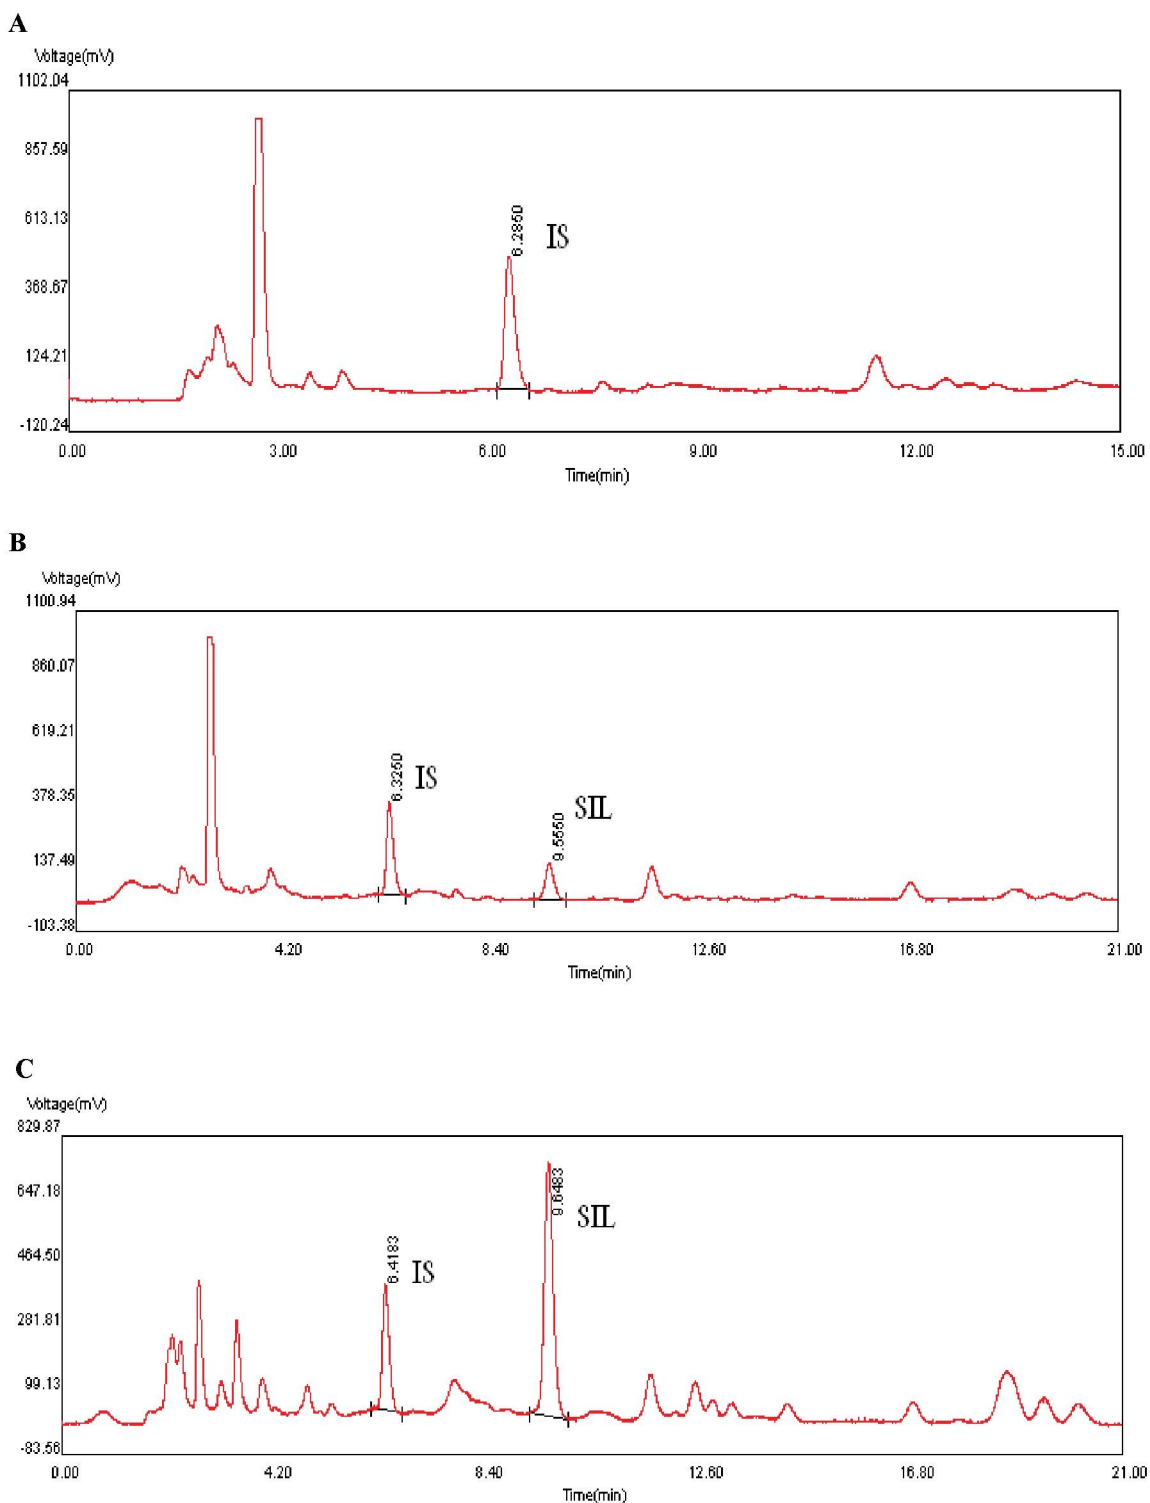 A
Voltage(mV)
1102.04
857.59
613.13
368.67
124.21
-120.24
6.2850
IS
0.00 3.00 6.00 9.00 12.00 15.00
Time(min)
B
Voltage(mV)
1100.94
860.07
619.21
378.35
137.49
-103.38
6.3250
IS
9.5550
SIL
0.00 4.20 8.40 12.60 16.80 21.00
Time(min)
C
Voltage(mV)
829.87
647.18
464.50
281.81
99.13
-83.56
6.4183
IS
9.6483
SIL
0.00 4.20 8.40 12.60 16.80 21.00
Time(min)